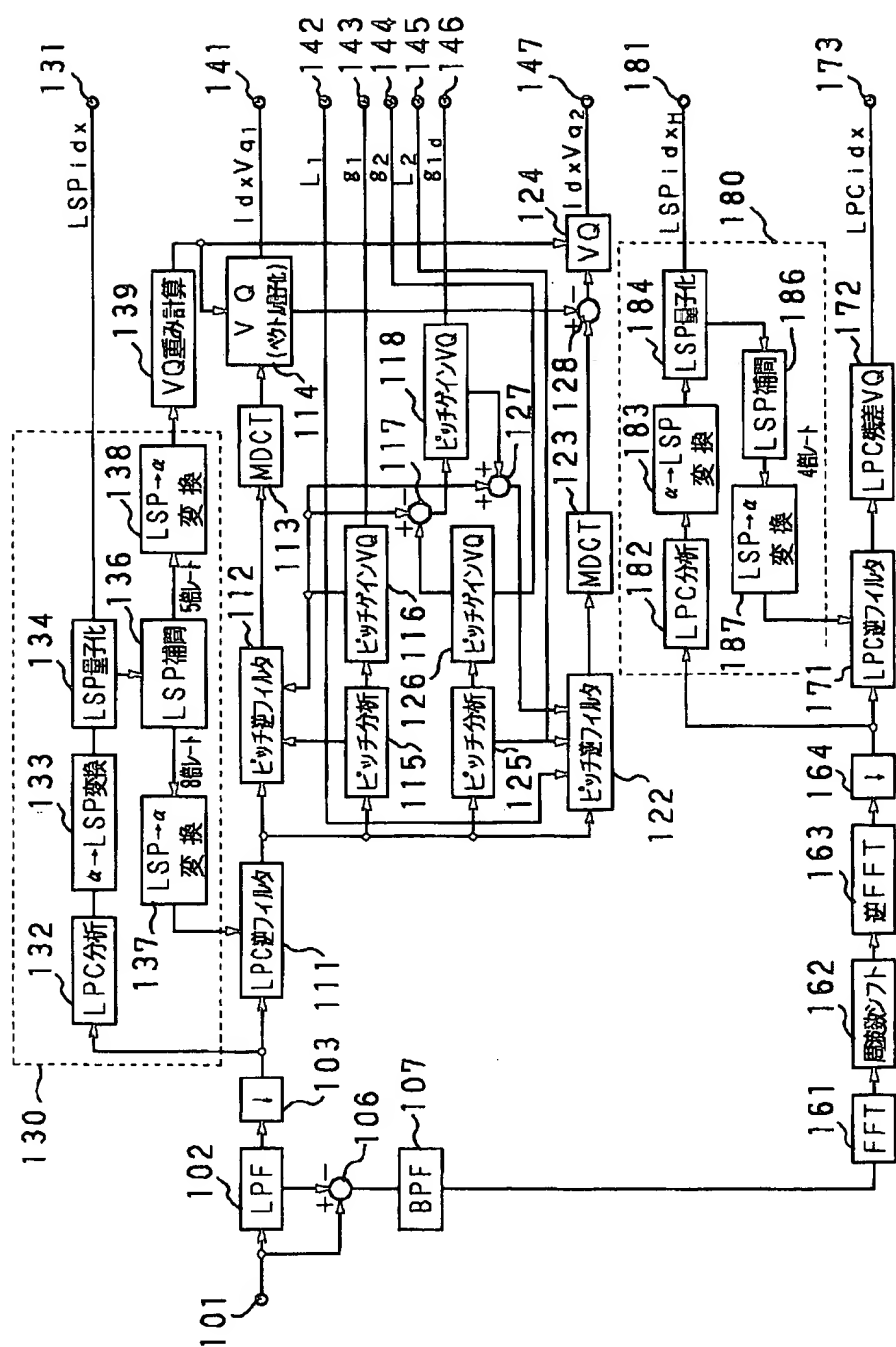 101
102
LPF
103
↓
106
+
−
107
BPF
130
132
LPC分析
133
α→LSP変換
134
LSP量子化
LSPidx
131
136
LSP補間
8倍レート
5倍レート
137
LSP→α
変換
138
LSP→α
変換
139
VQ重み計算
111
LPC逆フィルタ
112
ピッチ逆フィルタ
113
MDCT
114
VQ
(ベクトル量子化)
IdxVq1
141
L1
142
g1
143
g2
144
L2
145
g1d
146
115
ピッチ分析
116
ピッチゲインVQ
117
+
−
118
ピッチゲインVQ
125
ピッチ分析
126
ピッチゲインVQ
127
+
+
122
ピッチ逆フィルタ
123
MDCT
128
+
−
124
VQ
IdxVq2
147
180
182
LPC分析
183
α→LSP
変換
184
LSP量子化
LSPidxH
181
186
LSP補間
4倍レート
187
LSP→α
変換
161
FFT
162
周波数シフト
163
逆FFT
164
↓
171
LPC逆フィルタ
172
LPC残差VQ
LPCidx
173